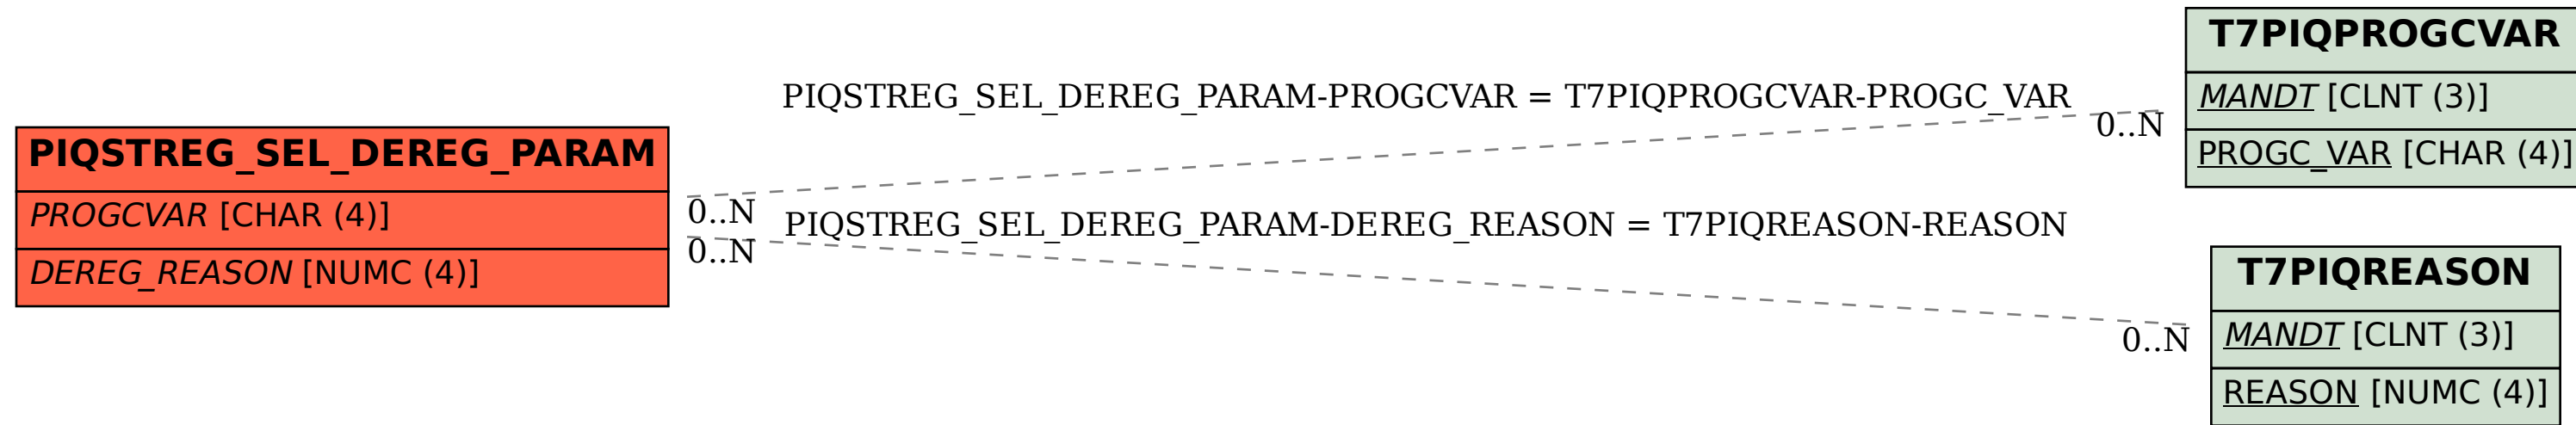 PIQSTREG_SEL_DEREG_PARAM
PROGCVAR [CHAR (4)]
DEREG_REASON [NUMC (4)]
PIQSTREG_SEL_DEREG_PARAM-PROGCVAR = T7PIQPROGCVAR-PROGC_VAR
0..N
0..N
PIQSTREG_SEL_DEREG_PARAM-DEREG_REASON = T7PIQREASON-REASON
0..N
0..N
T7PIQPROGCVAR
MANDT [CLNT (3)]
PROGC_VAR [CHAR (4)]
T7PIQREASON
MANDT [CLNT (3)]
REASON [NUMC (4)]